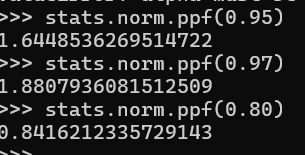 >>> stats.norm.ppf(0.95)
1.6448536269514722
>>> stats.norm.ppf(0.97)
1.8807936081512509
>>> stats.norm.ppf(0.80)
0.8416212335729143
>>>